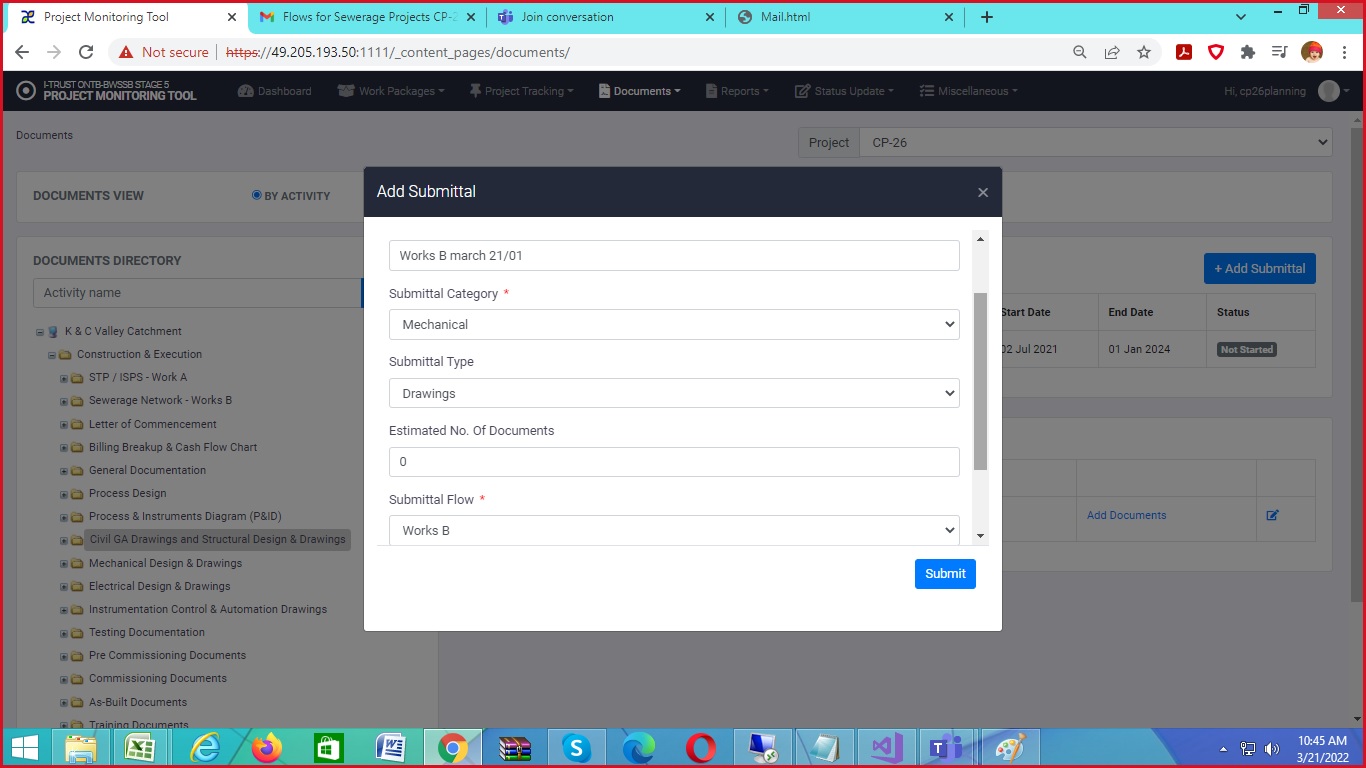 Project Monitoring Tool
Flows for Sewerage Projects CP-2
Join conversation
Mail.html
Not secure
https://49.205.193.50:1111/_content_pages/documents/
I-TRUST ONTB-BWSSB STAGE 5
PROJECT MONITORING TOOL
Dashboard
Work Packages
Project Tracking
Documents
Reports
Status Update
Miscellaneous
Hi, cp26planning
Documents
Project
CP-26
DOCUMENTS VIEW
BY ACTIVITY
Add Submittal
×
Works B march 21/01
Submittal Category *
Mechanical
Submittal Type
Drawings
Estimated No. Of Documents
0
Submittal Flow *
Works B
Submit
DOCUMENTS DIRECTORY
Activity name
K & C Valley Catchment
Construction & Execution
STP / ISPS - Work A
Sewerage Network - Works B
Letter of Commencement
Billing Breakup & Cash Flow Chart
General Documentation
Process Design
Process & Instruments Diagram (P&ID)
Civil GA Drawings and Structural Design & Drawings
Mechanical Design & Drawings
Electrical Design & Drawings
Instrumentation Control & Automation Drawings
Testing Documentation
Pre Commissioning Documents
Commissioning Documents
As-Built Documents
Training Documents
+ Add Submittal
Start Date
End Date
Status
02 Jul 2021
01 Jan 2024
Not Started
Add Documents
10:45 AM
3/21/2022